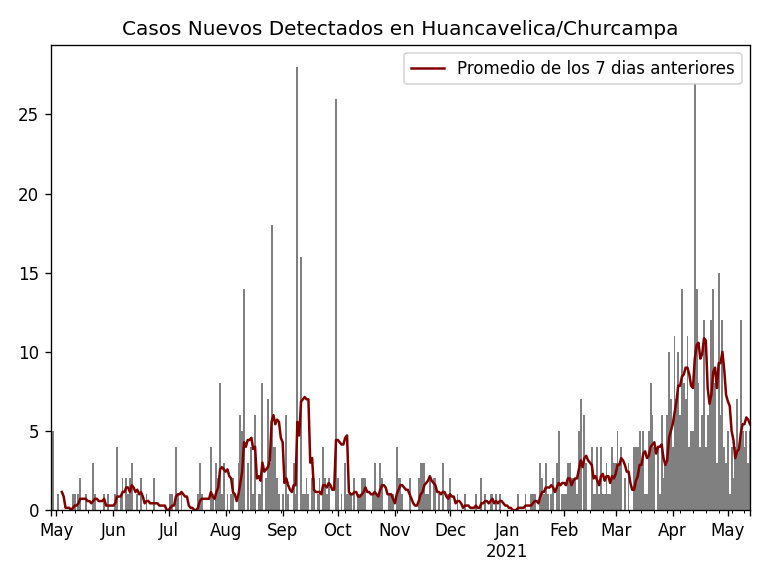 Casos Nuevos Detectados en Huancavelica/Churcampa
Promedio de los 7 dias anteriores
25
20
15
10
5
0
May Jun Jul Aug Sep Oct Nov Dec Jan Feb Mar Apr May
2021